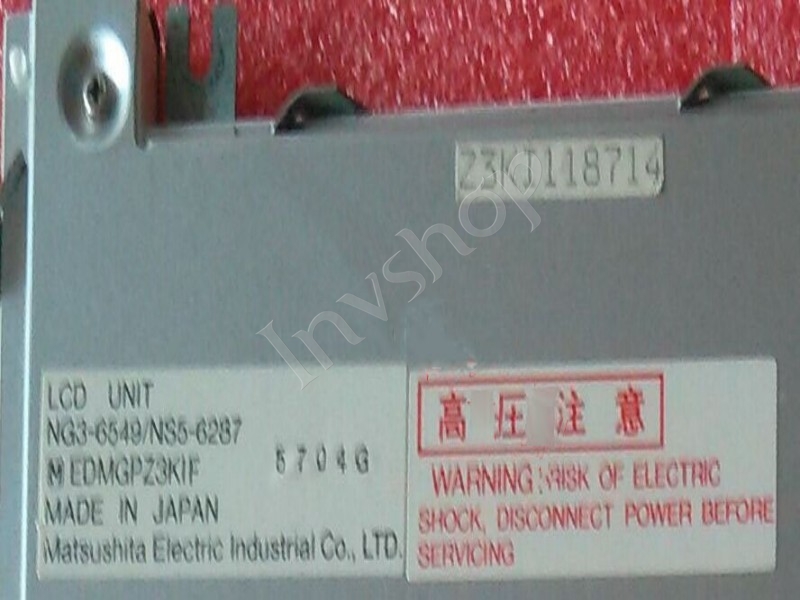 Z3KI118714
Invshop
LCD UNIT
NG3-6549/NS5-6287
M EDMGPZ3KIF 5704G
MADE IN JAPAN
Matsushita Electric Industrial Co., LTD.
高圧注意
WARNING: RISK OF ELECTRIC
SHOCK, DISCONNECT POWER BEFORE
SERVICING